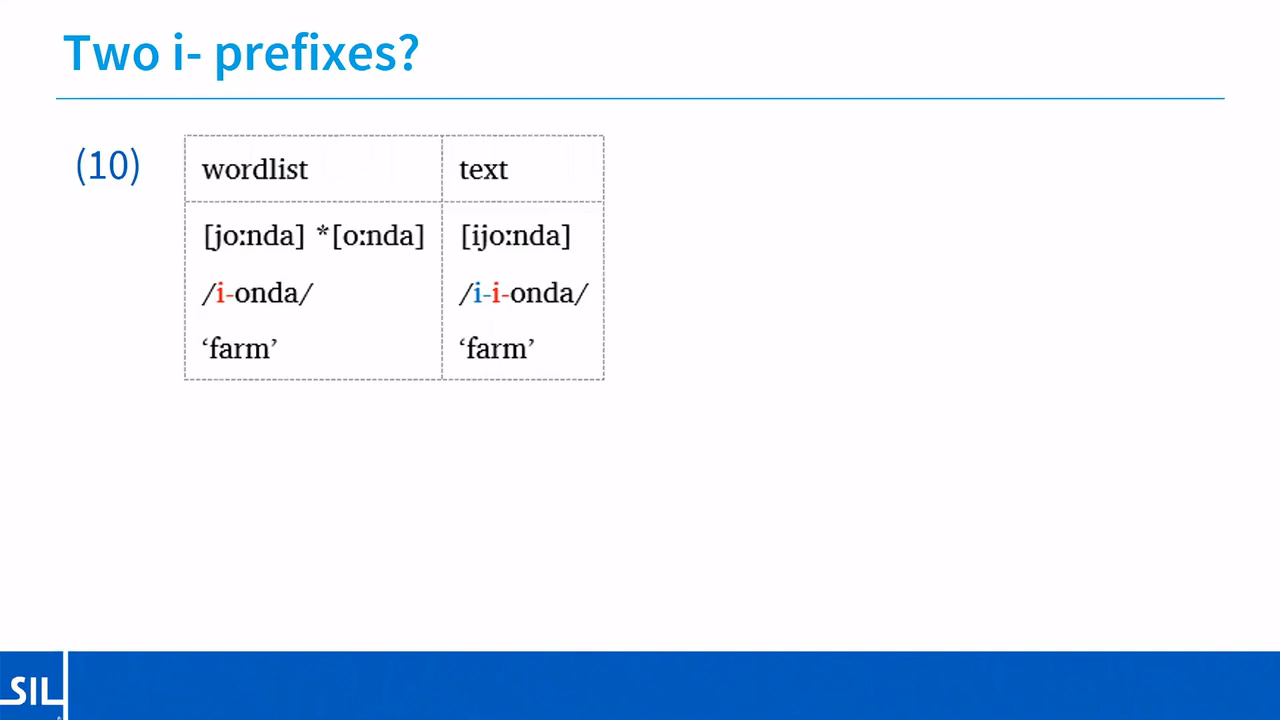 Two i- prefixes?
(10)
wordlist text
[joːnda] *[oːnda] [ijoːnda]
/i-onda/ /i-i-onda/
‘farm’ ‘farm’
SIL